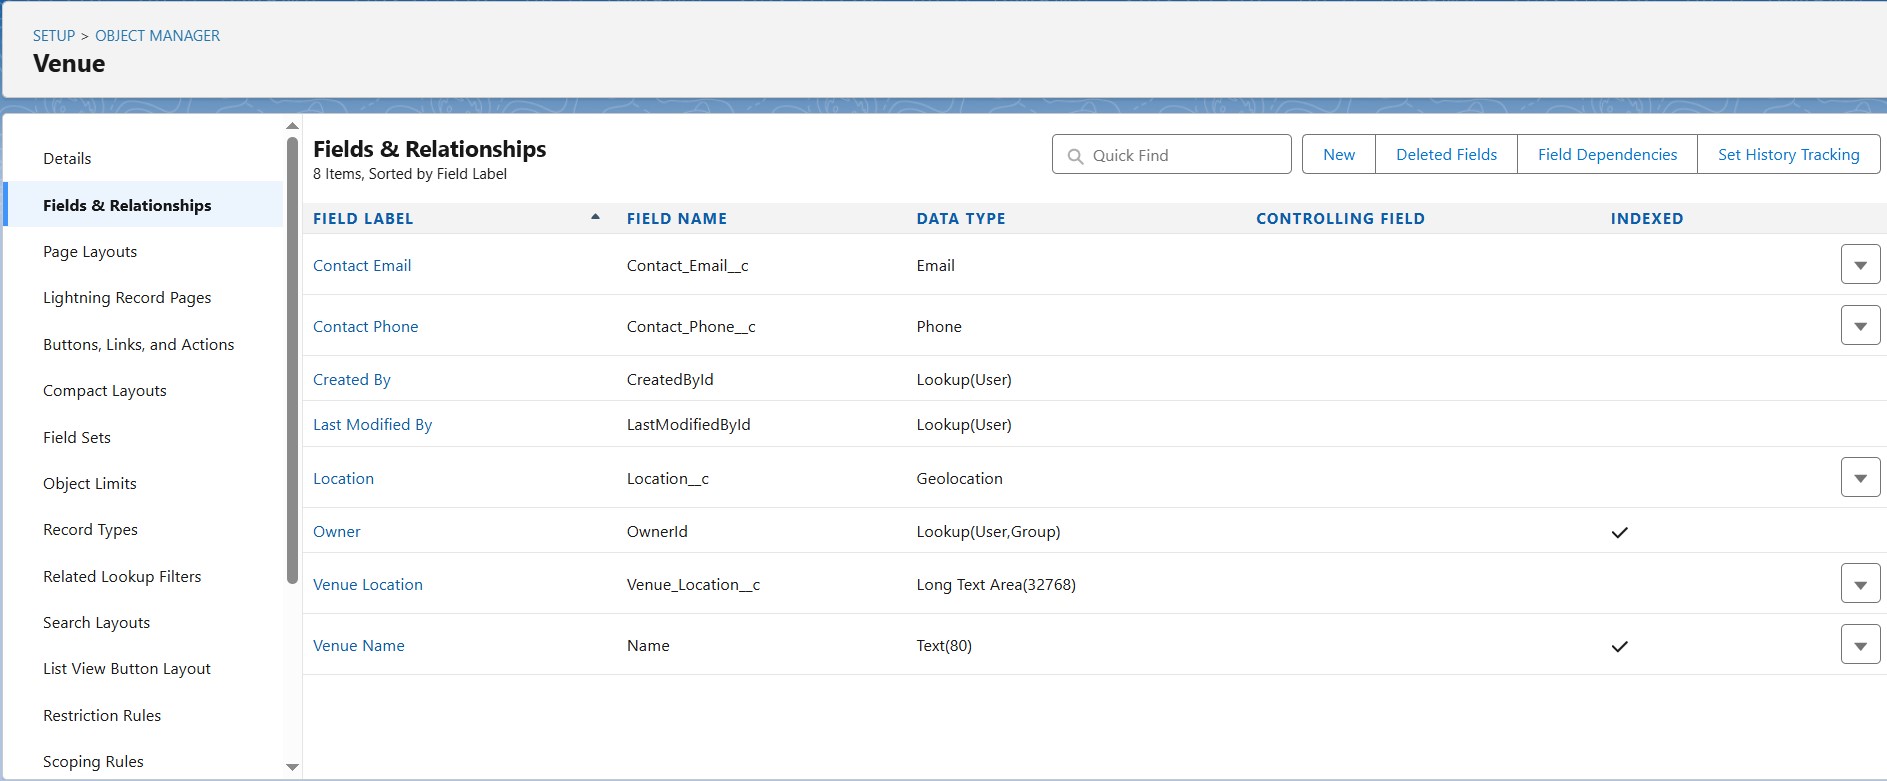 SETUP > OBJECT MANAGER
Venue
Details
Fields & Relationships
Page Layouts
Lightning Record Pages
Buttons, Links, and Actions
Compact Layouts
Field Sets
Object Limits
Record Types
Related Lookup Filters
Search Layouts
List View Button Layout
Restriction Rules
Scoping Rules
Fields & Relationships
8 Items, Sorted by Field Label
Quick Find
New
Deleted Fields
Field Dependencies
Set History Tracking
FIELD LABEL FIELD NAME DATA TYPE CONTROLLING FIELD INDEXED
Contact Email Contact_Email__c Email
Contact Phone Contact_Phone__c Phone
Created By CreatedById Lookup(User)
Last Modified By LastModifiedById Lookup(User)
Location Location__c Geolocation
Owner OwnerId Lookup(User,Group)
Venue Location Venue_Location__c Long Text Area(32768)
Venue Name Name Text(80)